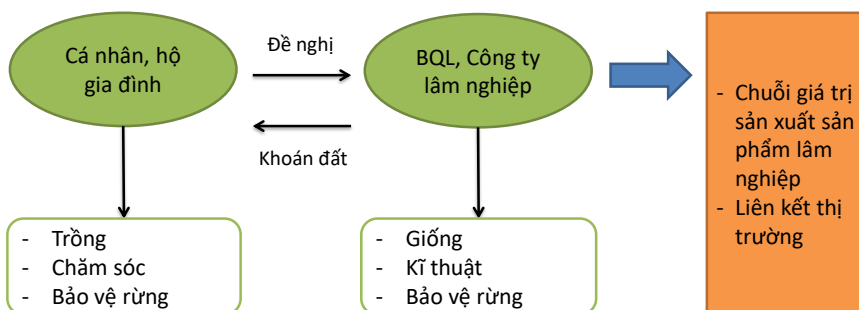 Cá nhân, hộ
gia đình
Đề nghị
Khoán đất
BQL, Công ty
lâm nghiệp
- Chuỗi giá trị
sản xuất sản
phẩm lâm
nghiệp
- Liên kết thị
trường
- Trồng
- Chăm sóc
- Bảo vệ rừng
- Giống
- Kĩ thuật
- Bảo vệ rừng